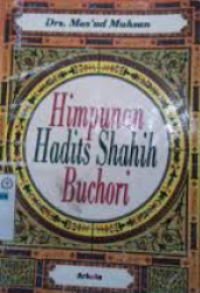 Drs. Mas'ud Muhsan
Himpunan
Hadits Shahih
Buchori
Arkola